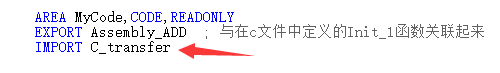 AREA MyCode,CODE,READONLY
EXPORT Assembly_ADD ; 与在c文件中定义的Init_1函数关联起来
IMPORT C_transfer